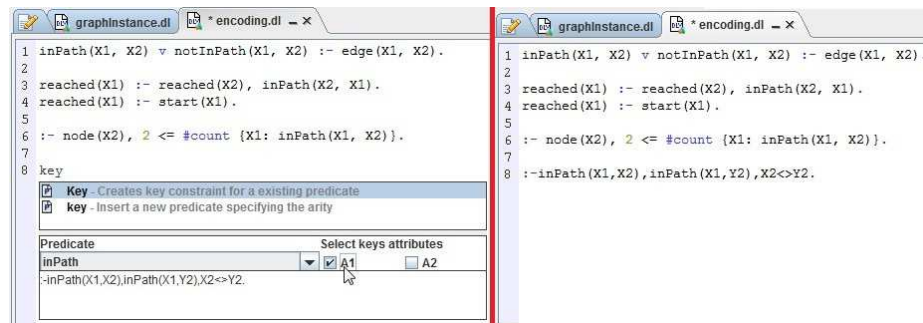 graphInstance.dl * encoding.dl
1 inPath(X1, X2) v notInPath(X1, X2) :- edge(X1, X2).
2
3 reached(X1) :- reached(X2), inPath(X2, X1).
4 reached(X1) :- start(X1).
5
6 :- node(X2), 2 <= #count {X1: inPath(X1, X2)}.
7
8 key
Key - Creates key constraint for a existing predicate
key - Insert a new predicate specifying the arity
Predicate Select keys attributes
inPath A1 A2
:-inPath(X1,X2),inPath(X1,Y2),X2<>Y2.
graphInstance.dl * encoding.dl
1 inPath(X1, X2) v notInPath(X1, X2) :- edge(X1, X2).
2
3 reached(X1) :- reached(X2), inPath(X2, X1).
4 reached(X1) :- start(X1).
5
6 :- node(X2), 2 <= #count {X1: inPath(X1, X2)}.
7
8 :-inPath(X1,X2),inPath(X1,Y2),X2<>Y2.